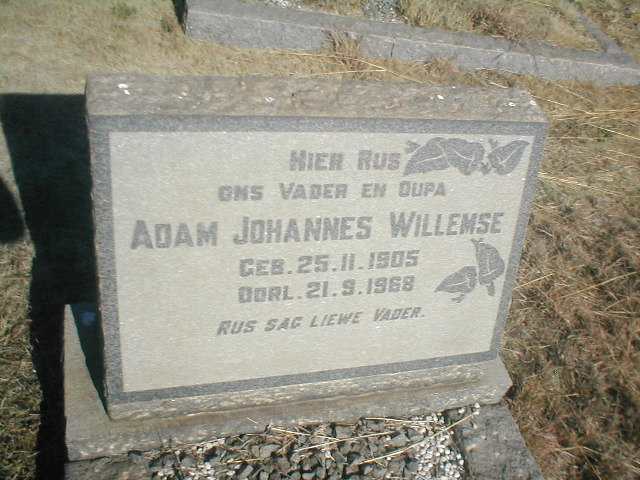 Hier Rus
ons Vader en Oupa
Adam Johannes Willemse
Geb. 25.11.1905
Oorl. 21.9.1968
Rus sag liewe Vader.